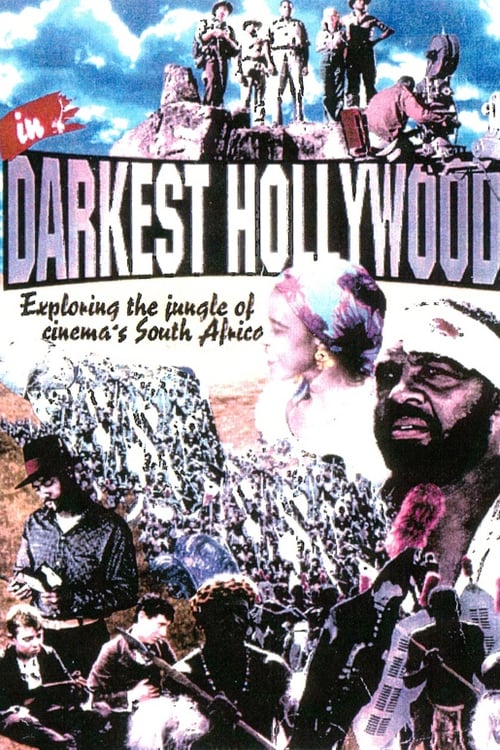 in
DARKEST HOLLYWOOD
Exploring the jungle of
cinema's South Africa